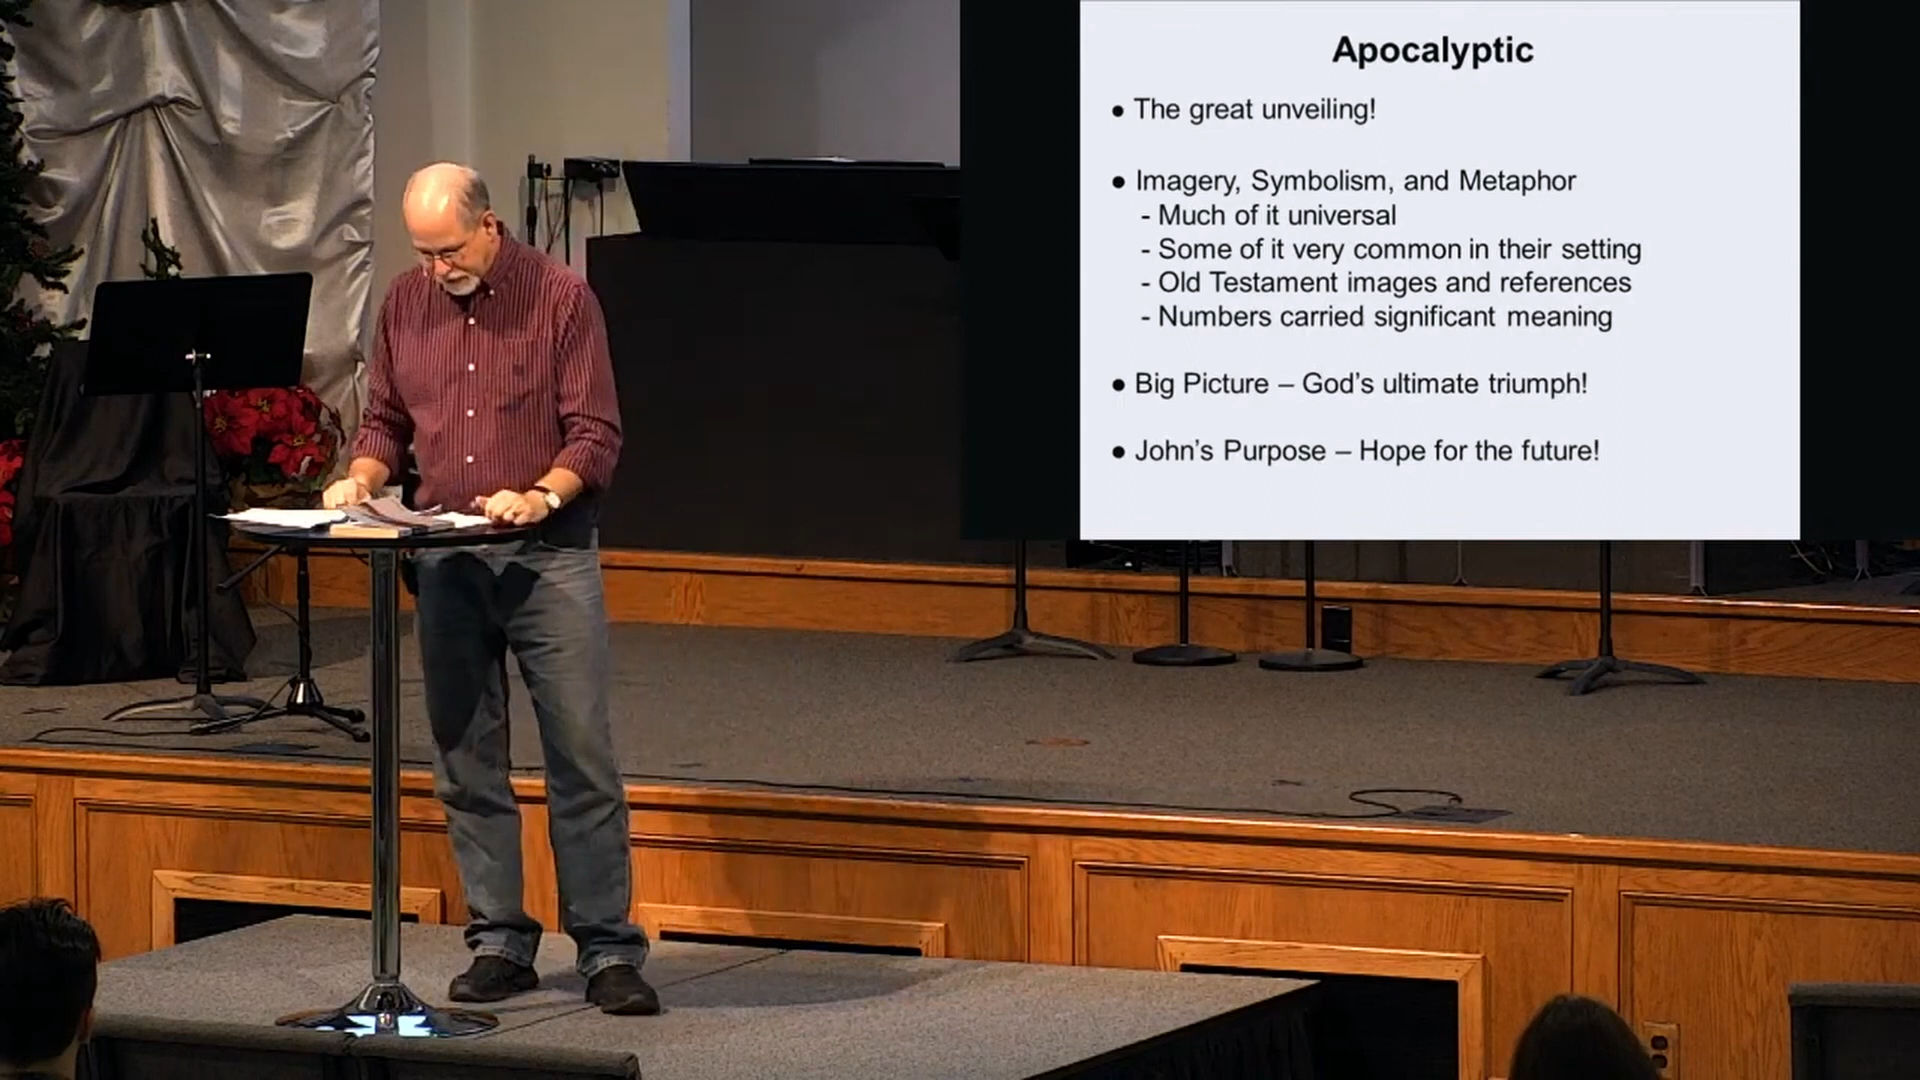 Apocalyptic
● The great unveiling!
● Imagery, Symbolism, and Metaphor
- Much of it universal
- Some of it very common in their setting
- Old Testament images and references
- Numbers carried significant meaning
● Big Picture – God’s ultimate triumph!
● John’s Purpose – Hope for the future!